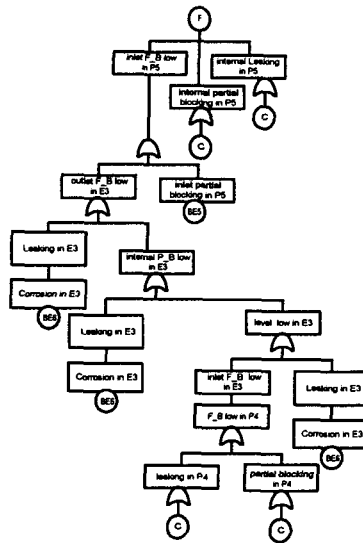 F
inlet F_B low
in P5
internal Leaking
in P5
internal partial
blocking in P5
C
C
outlet F_B low
in E3
inlet partial
blocking in P5
BE5
Leaking in E3
internal P_B low
in E3
Corrosion in E3
BE6
Leaking in E3
level low in E3
Corrosion in E3
BE6
inlet F_B low
in E3
Leaking in E3
F_B low in P4
Corrosion in E3
BE6
leaking in P4
partial blocking
in P4
C
C